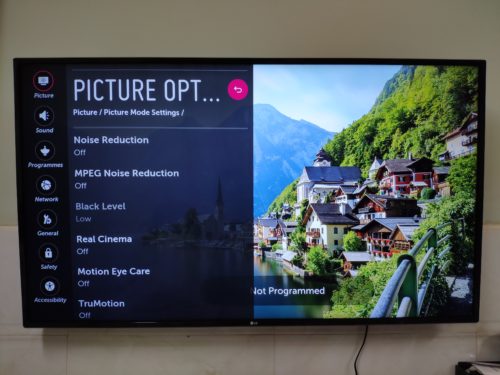 PICTURE OPT...
Picture / Picture Mode Settings /
Picture
Sound
Programmes
Network
General
Safety
Accessibility
Noise Reduction
Off
MPEG Noise Reduction
Off
Black Level
Low
Real Cinema
Off
Motion Eye Care
Off
TruMotion
Off
Not Programmed
LG